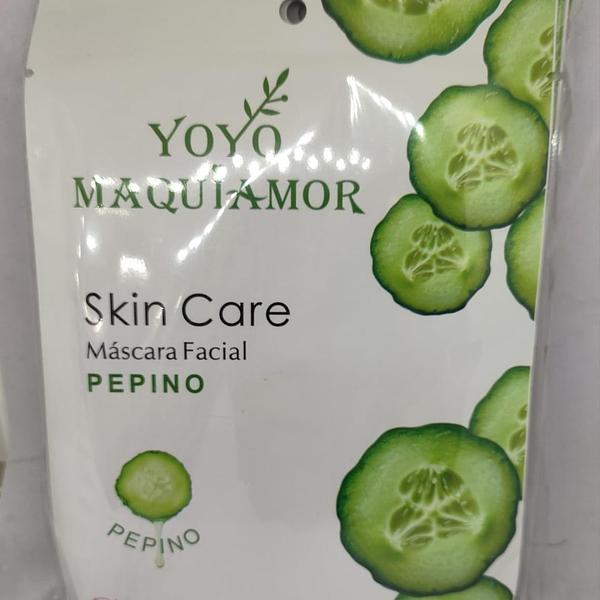 YOYO
MAQUIAMOR
Skin Care
Máscara Facial
PEPINO
PEPINO